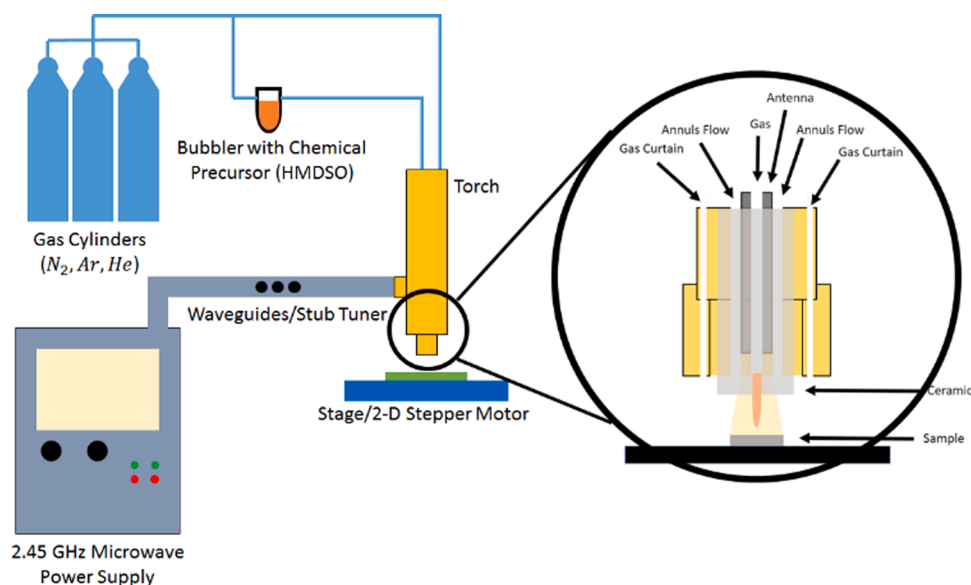 Bubbler with Chemical
Precursor (HMDSO)
Torch
Gas Cylinders
(N₂, Ar, He)
Waveguides/Stub Tuner
Stage/2-D Stepper Motor
2.45 GHz Microwave
Power Supply
Antenna
Gas
Annuls Flow
Annuls Flow
Gas Curtain
Gas Curtain
Ceramic
Sample